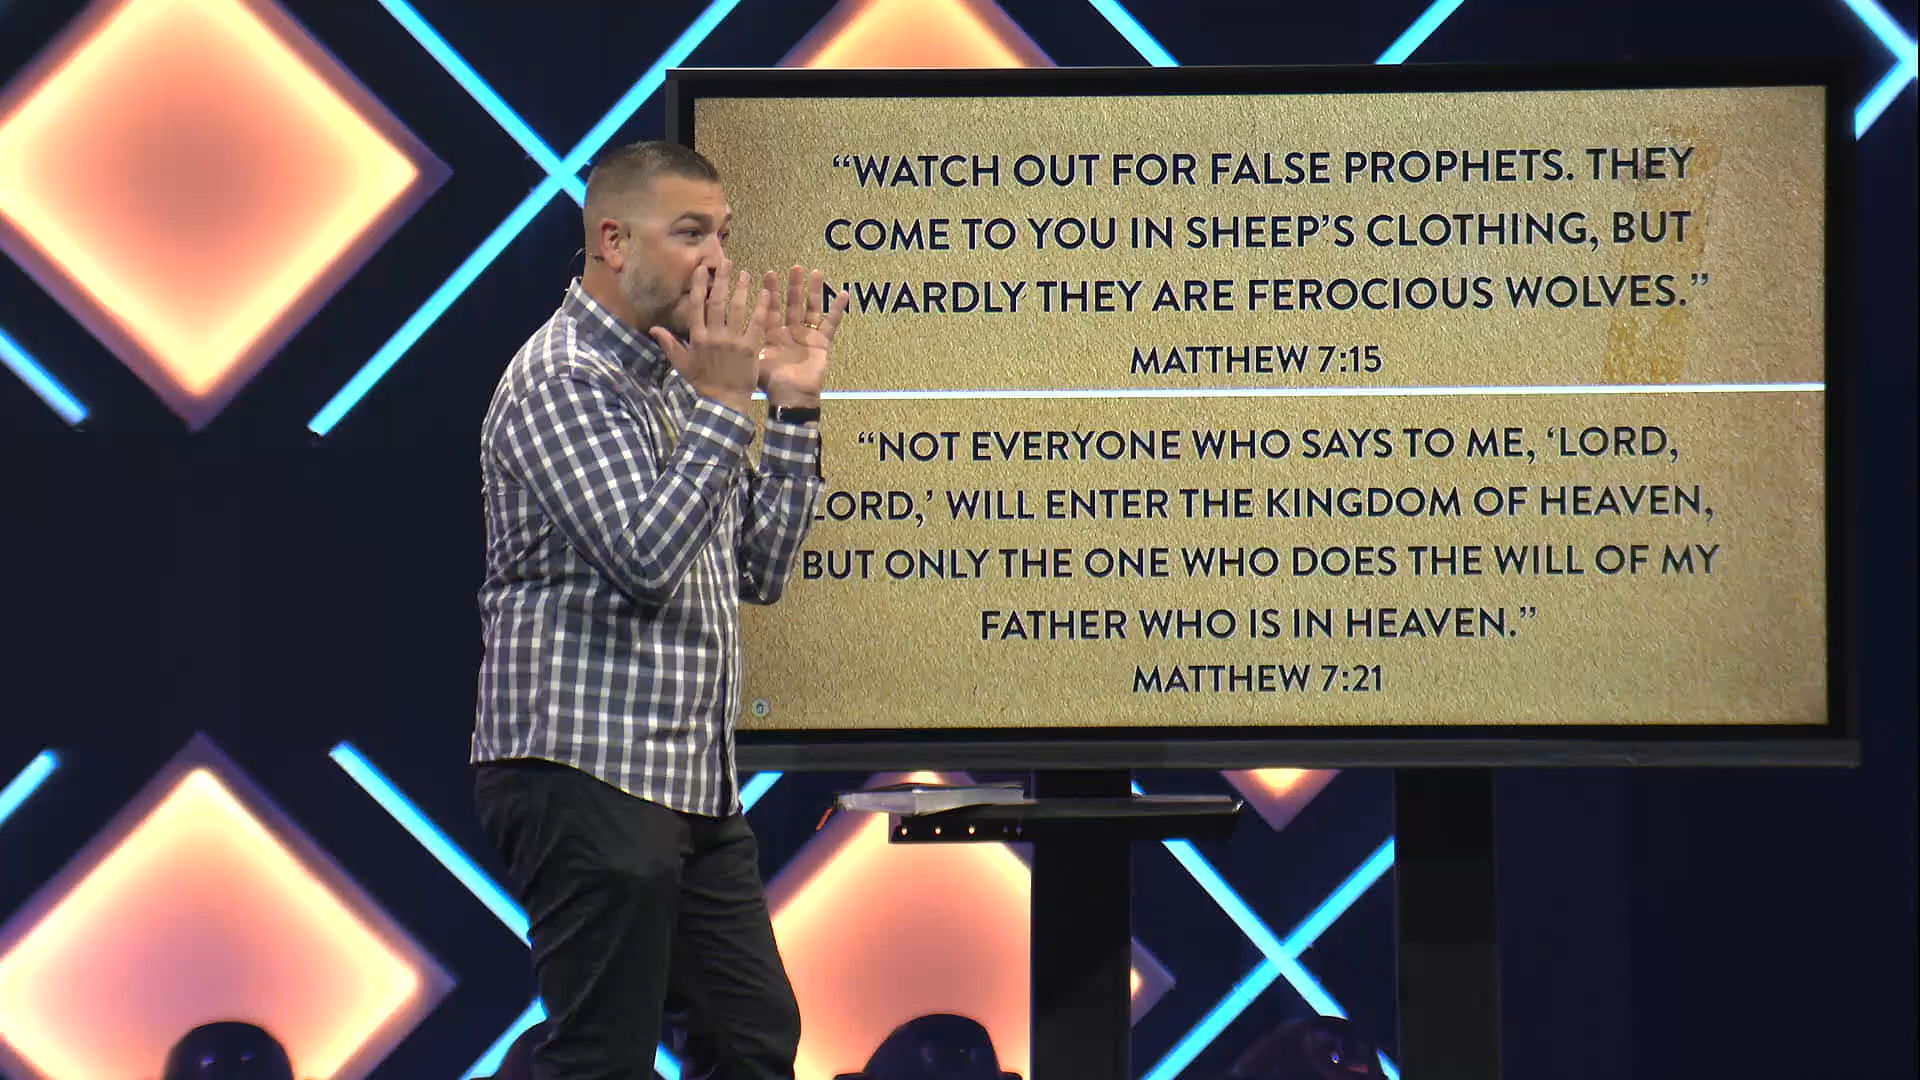 “WATCH OUT FOR FALSE PROPHETS. THEY
COME TO YOU IN SHEEP’S CLOTHING, BUT
NWARDLY THEY ARE FEROCIOUS WOLVES.”
MATTHEW 7:15
“NOT EVERYONE WHO SAYS TO ME, ‘LORD,
LORD,’ WILL ENTER THE KINGDOM OF HEAVEN,
BUT ONLY THE ONE WHO DOES THE WILL OF MY
FATHER WHO IS IN HEAVEN.”
MATTHEW 7:21